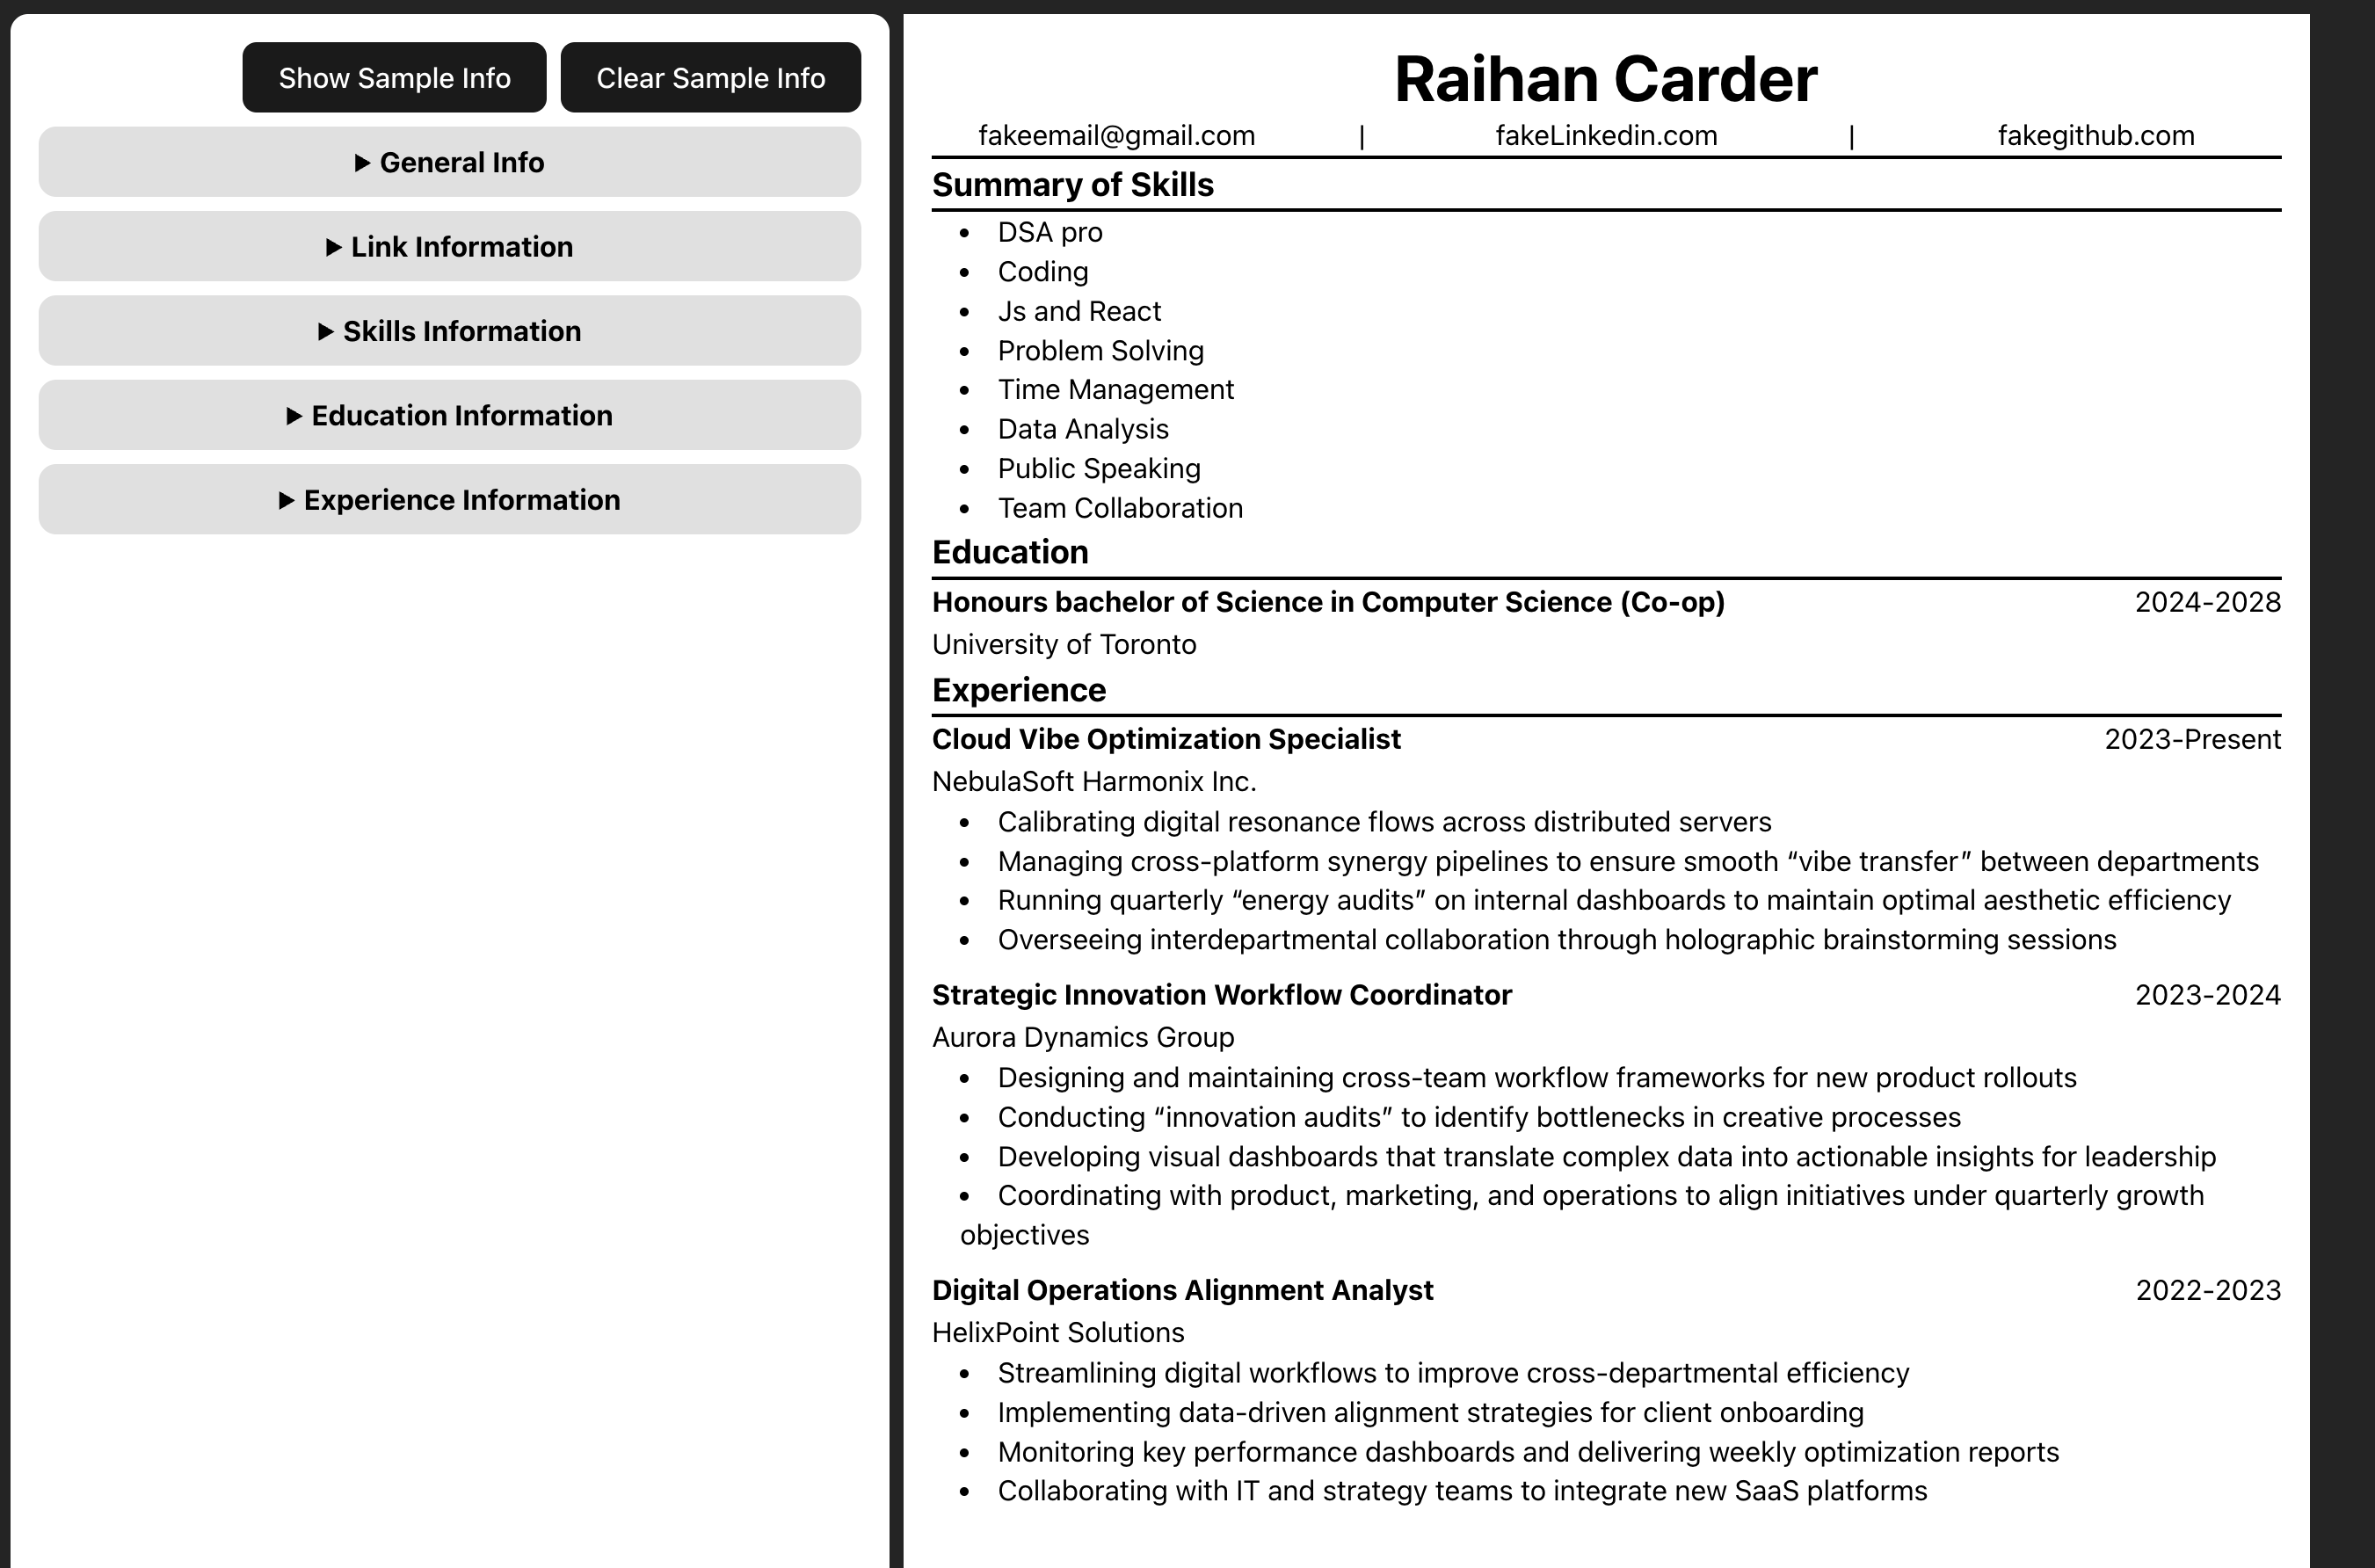 Show Sample Info
Clear Sample Info
General Info
Link Information
Skills Information
Education Information
Experience Information
Raihan Carder
fakeemail@gmail.com | fakeLinkedin.com | fakegithub.com
Summary of Skills
• DSA pro
• Coding
• Js and React
• Problem Solving
• Time Management
• Data Analysis
• Public Speaking
• Team Collaboration
Education
Honours bachelor of Science in Computer Science (Co-op) 2024-2028
University of Toronto
Experience
Cloud Vibe Optimization Specialist 2023-Present
NebulaSoft Harmonix Inc.
• Calibrating digital resonance flows across distributed servers
• Managing cross-platform synergy pipelines to ensure smooth “vibe transfer” between departments
• Running quarterly “energy audits” on internal dashboards to maintain optimal aesthetic efficiency
• Overseeing interdepartmental collaboration through holographic brainstorming sessions
Strategic Innovation Workflow Coordinator 2023-2024
Aurora Dynamics Group
• Designing and maintaining cross-team workflow frameworks for new product rollouts
• Conducting “innovation audits” to identify bottlenecks in creative processes
• Developing visual dashboards that translate complex data into actionable insights for leadership
• Coordinating with product, marketing, and operations to align initiatives under quarterly growth
objectives
Digital Operations Alignment Analyst 2022-2023
HelixPoint Solutions
• Streamlining digital workflows to improve cross-departmental efficiency
• Implementing data-driven alignment strategies for client onboarding
• Monitoring key performance dashboards and delivering weekly optimization reports
• Collaborating with IT and strategy teams to integrate new SaaS platforms